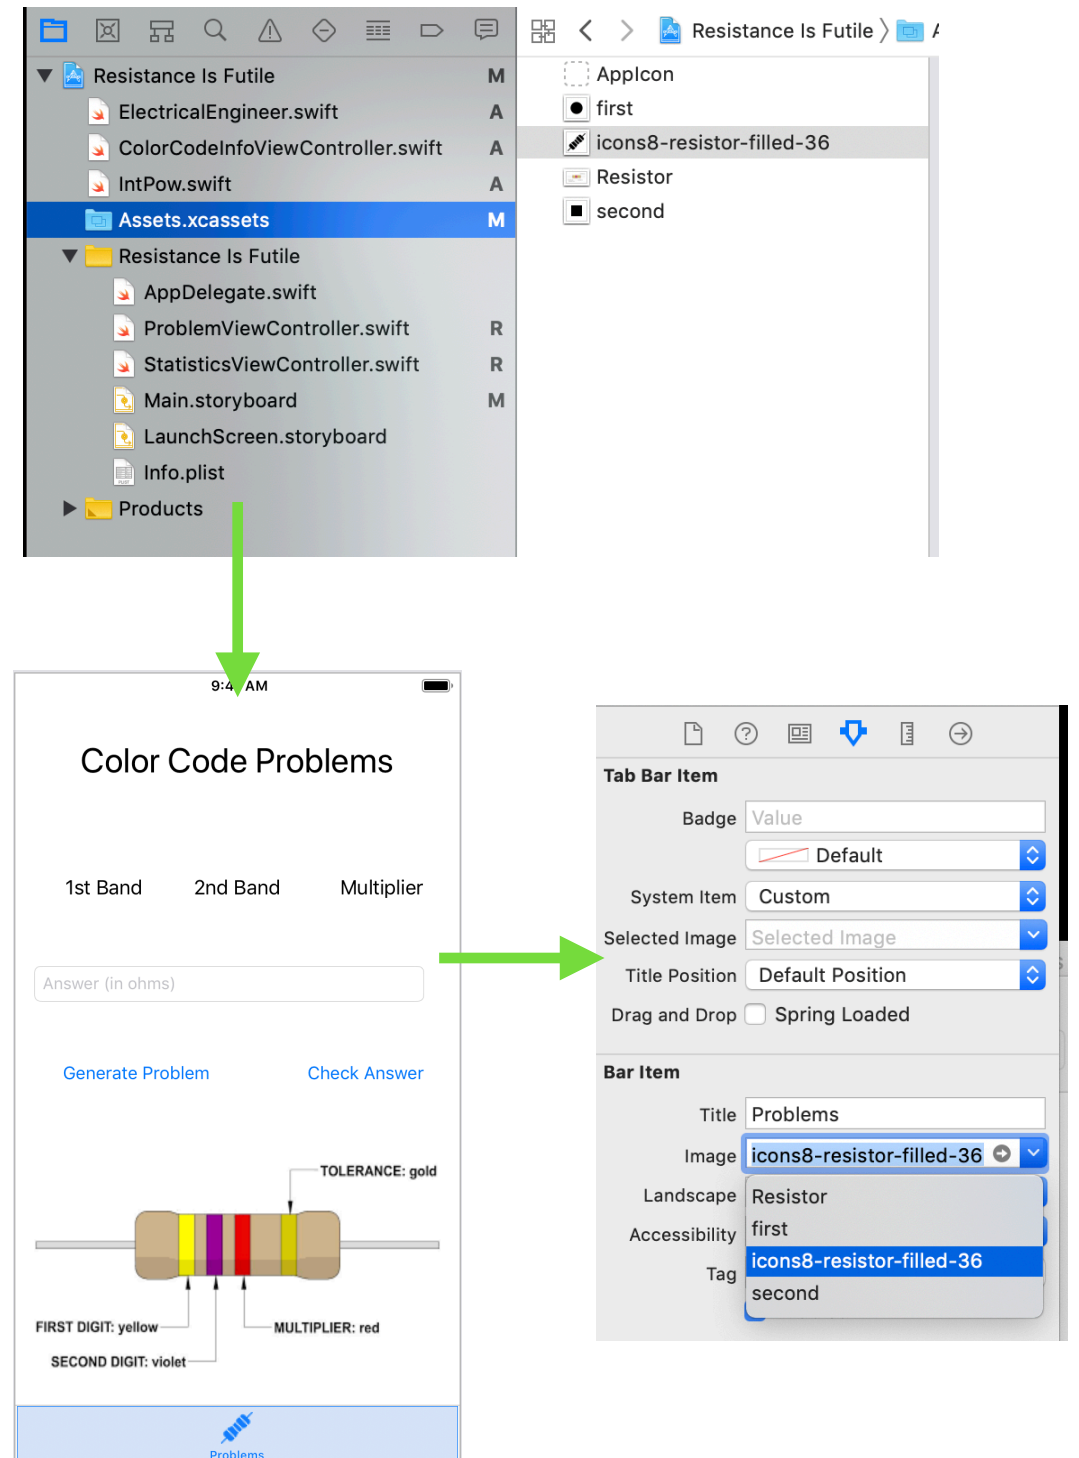 Resistance Is Futile
M
ElectricalEngineer.swift
A
ColorCodeInfoViewController.swift
A
IntPow.swift
A
Assets.xcassets
M
Resistance Is Futile
AppDelegate.swift
ProblemViewController.swift
R
StatisticsViewController.swift
R
Main.storyboard
M
LaunchScreen.storyboard
Info.plist
Products
Resistance Is Futile
AppIcon
first
icons8-resistor-filled-36
Resistor
second
AM
Color Code Problems
1st Band
2nd Band
Multiplier
Answer (in ohms)
Generate Problem
Check Answer
TOLERANCE: gold
FIRST DIGIT: yellow
MULTIPLIER: red
SECOND DIGIT: violet
Problems
Tab Bar Item
Badge
Value
Default
System Item
Custom
Selected Image
Selected Image
Title Position
Default Position
Drag and Drop
Spring Loaded
Bar Item
Title
Problems
Image
icons8-resistor-filled-36
Landscape
Resistor
Accessibility
first
icons8-resistor-filled-36
Tag
second